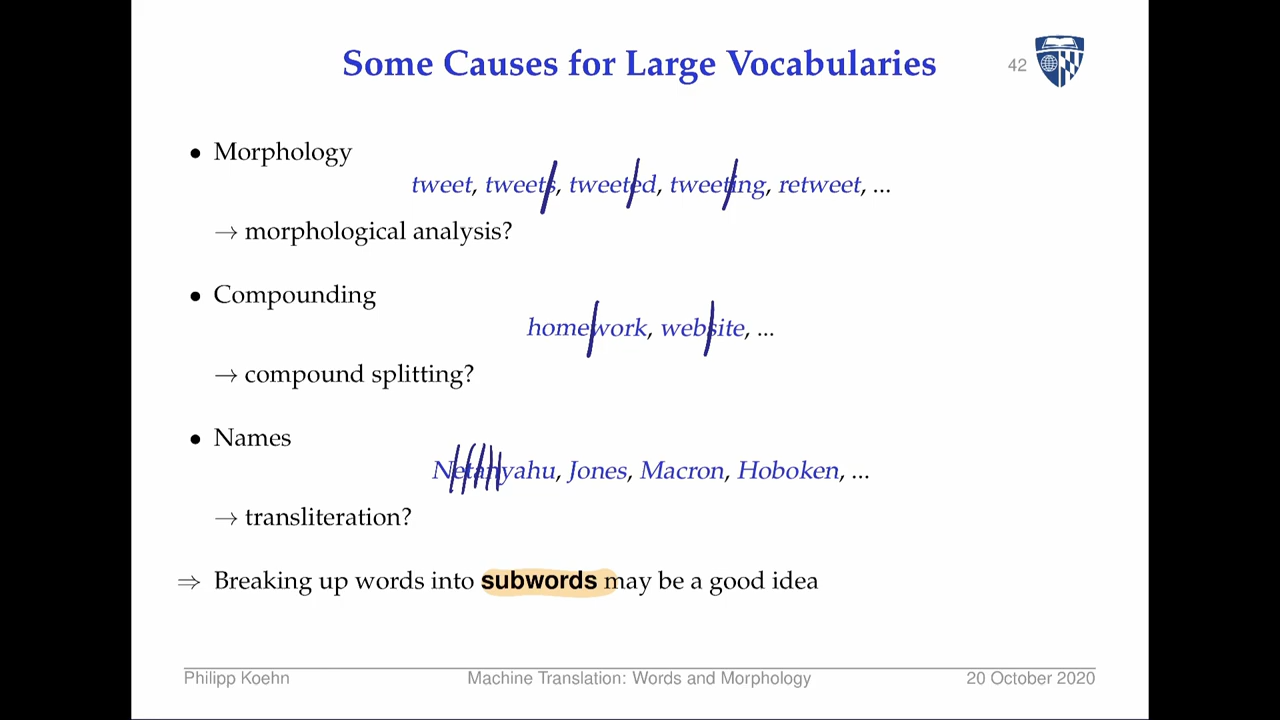 Some Causes for Large Vocabularies
42
• Morphology
tweet, tweets, tweeted, tweeting, retweet, ...
→ morphological analysis?
• Compounding
homework, website, ...
→ compound splitting?
• Names
Netanyahu, Jones, Macron, Hoboken, ...
→ transliteration?
⇒ Breaking up words into subwords may be a good idea
Philipp Koehn Machine Translation: Words and Morphology 20 October 2020